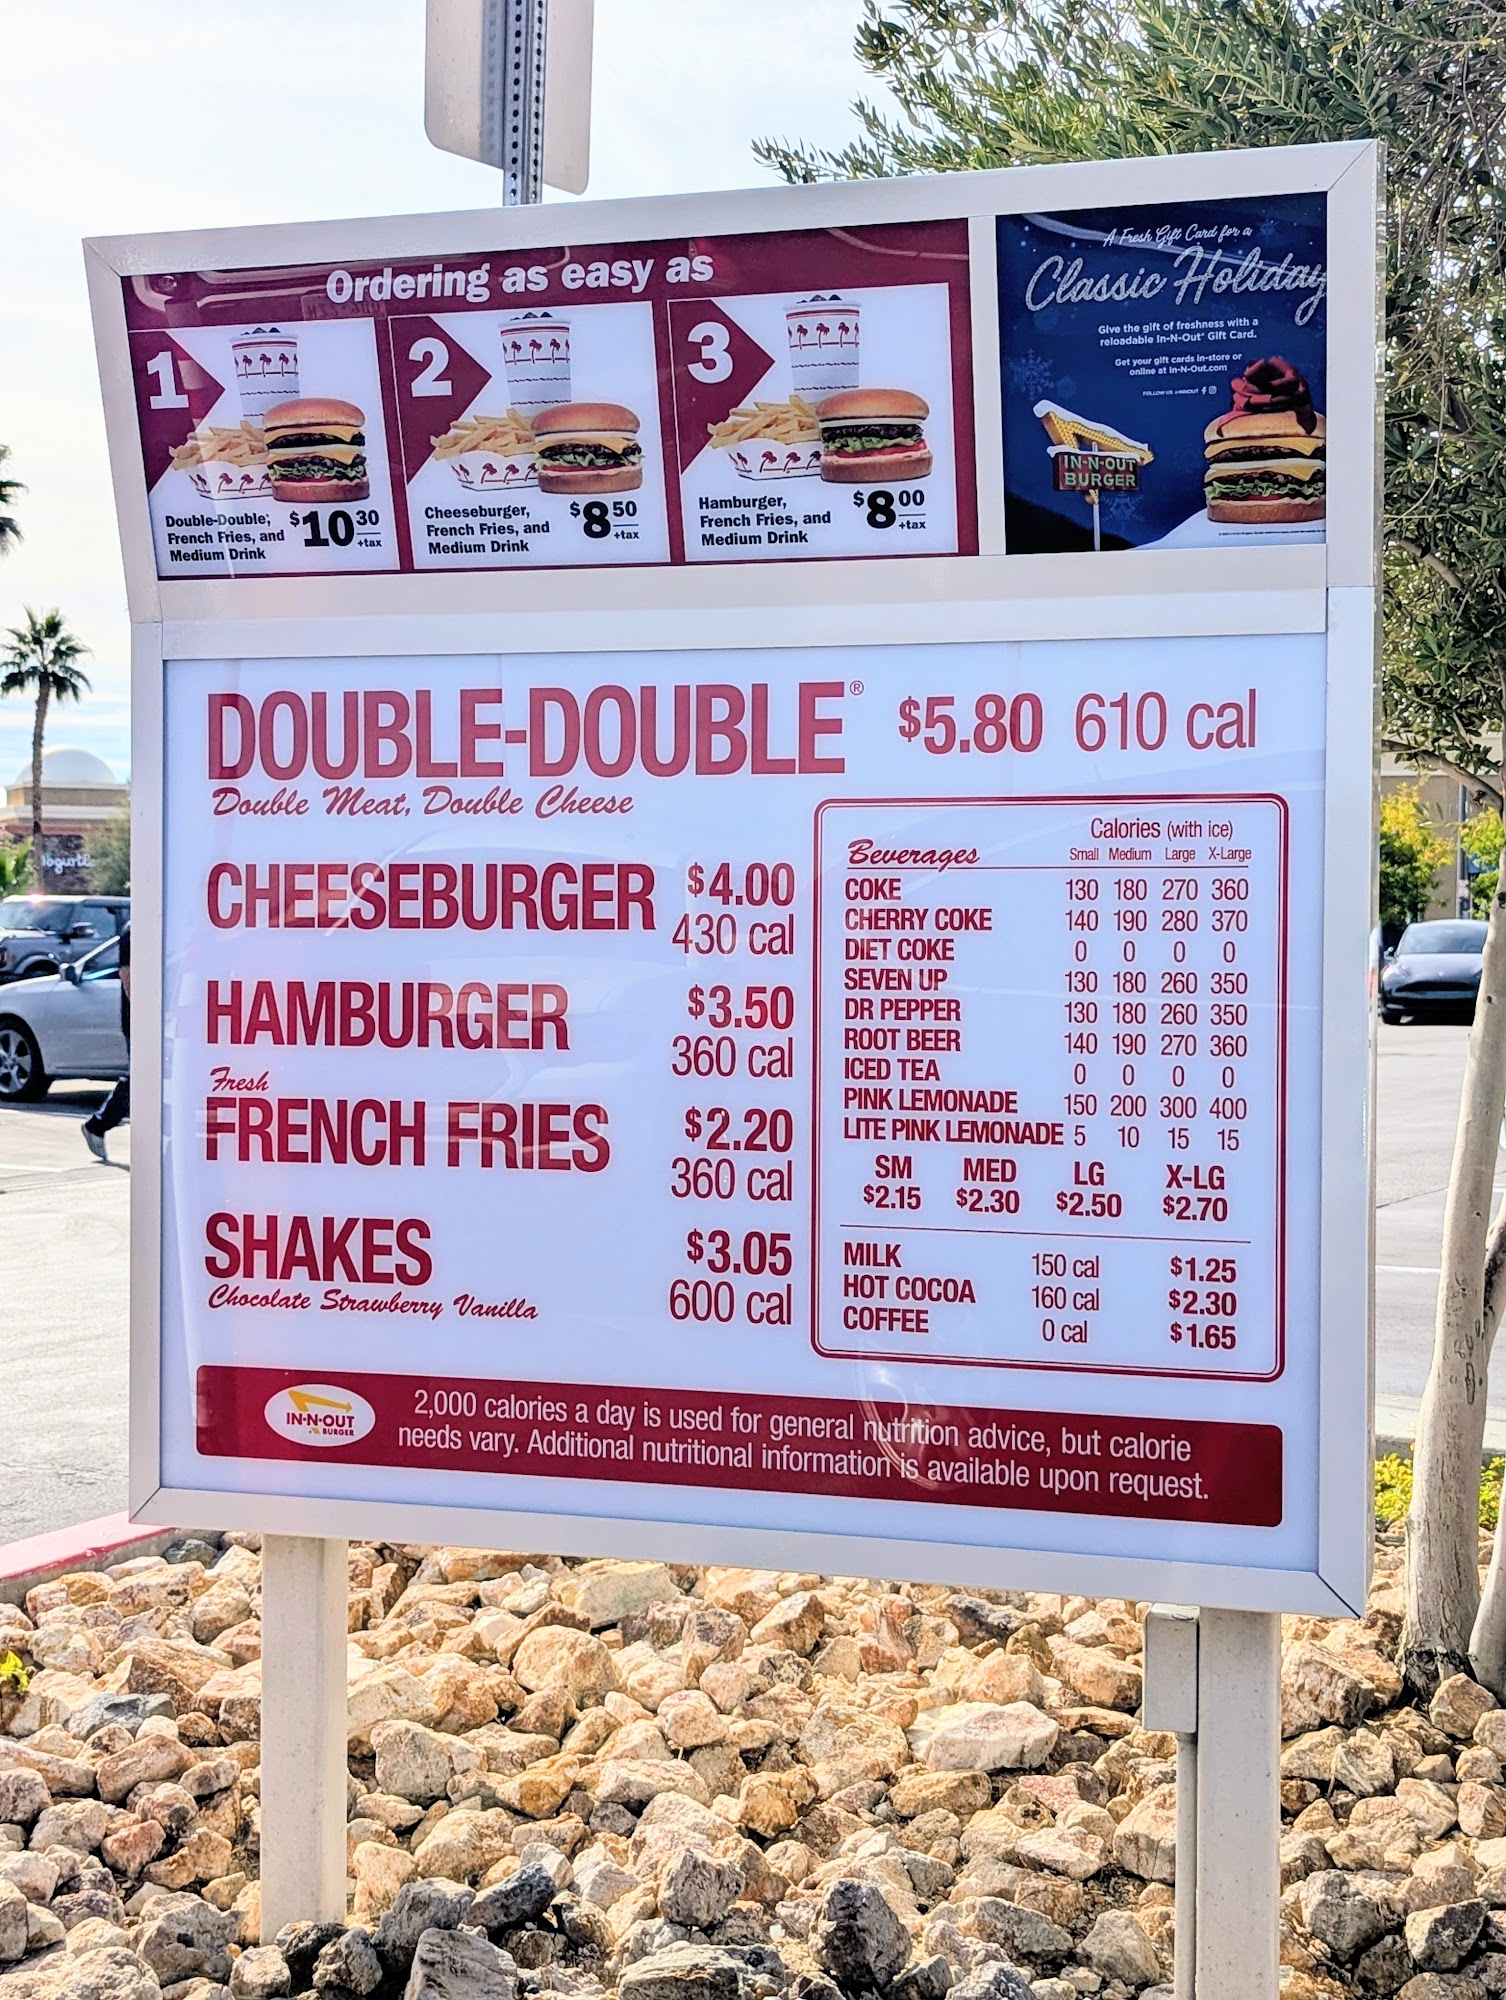 Ordering as easy as
1
Double-Double®,
French Fries, and
Medium Drink
$10 30
+tax
2
Cheeseburger,
French Fries, and
Medium Drink
$8 50
+tax
3
Hamburger,
French Fries, and
Medium Drink
$8 00
+tax
A Fresh Gift Card for a
Classic Holiday
Give the gift of freshness with a
reloadable In-N-Out® Gift Card.
Get your gift cards in-store or
online at In-N-Out.com
FOLLOW US @INNOUT
IN-N-OUT
BURGER
DOUBLE-DOUBLE® $5.80 610 cal
Double Meat, Double Cheese
CHEESEBURGER $4.00
430 cal
HAMBURGER $3.50
360 cal
Fresh
FRENCH FRIES $2.20
360 cal
SHAKES $3.05
Chocolate Strawberry Vanilla 600 cal
Calories (with ice)
Beverages Small Medium Large X-Large
COKE 130 180 270 360
CHERRY COKE 140 190 280 370
DIET COKE 0 0 0 0
SEVEN UP 130 180 260 350
DR PEPPER 130 180 260 350
ROOT BEER 140 190 270 360
ICED TEA 0 0 0 0
PINK LEMONADE 150 200 300 400
LITE PINK LEMONADE 5 10 15 15
SM MED LG X-LG
$2.15 $2.30 $2.50 $2.70
MILK 150 cal $1.25
HOT COCOA 160 cal $2.30
COFFEE 0 cal $1.65
IN-N-OUT
BURGER
2,000 calories a day is used for general nutrition advice, but calorie
needs vary. Additional nutritional information is available upon request.